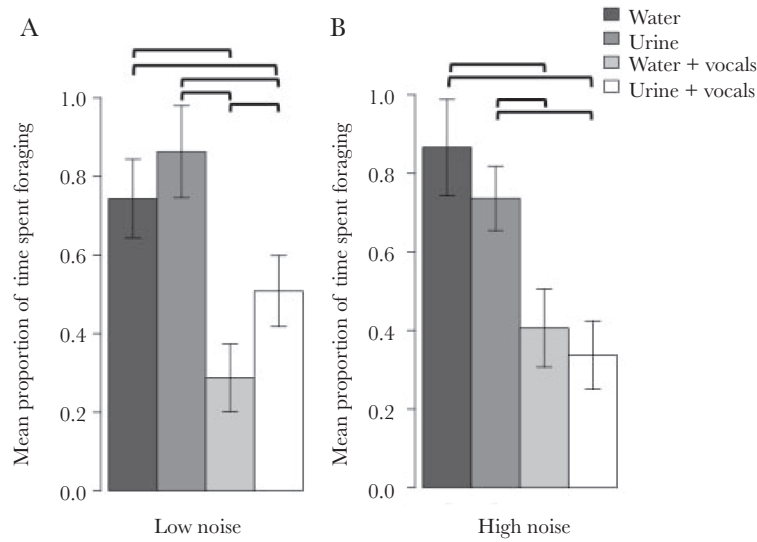 A
B
Water
Urine
Water + vocals
Urine + vocals
Mean proportion of time spent foraging
1.0
0.8
0.6
0.4
0.2
0.0
Low noise
Mean proportion of time spent foraging
1.0
0.8
0.6
0.4
0.2
0.0
High noise